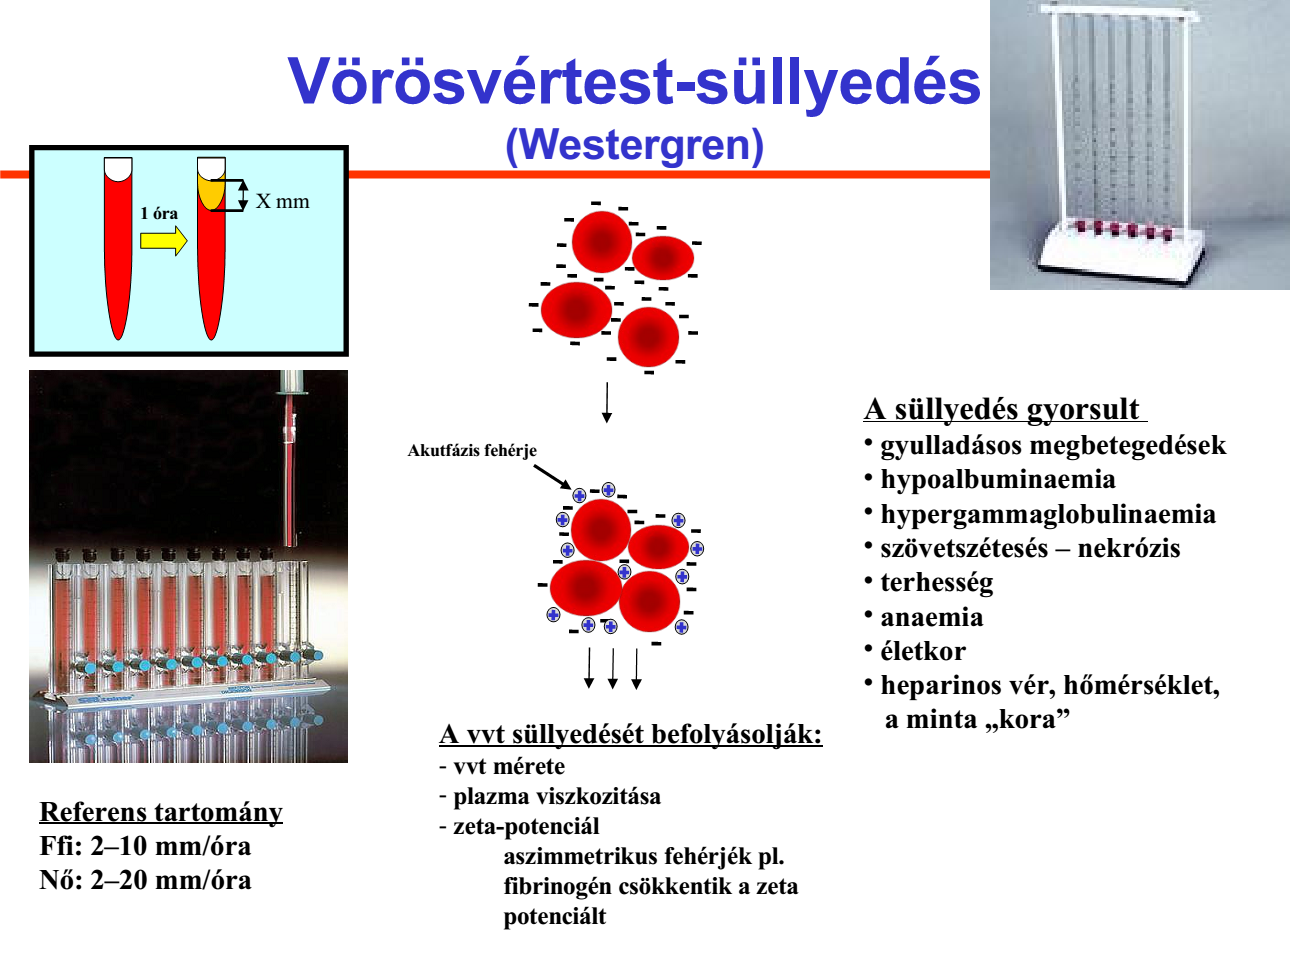 Vörösvértest-süllyedés
(Westergren)
1 óra
X mm
Akutfázis fehérje
A süllyedés gyorsult
• gyulladásos megbetegedések
• hypoalbuminaemia
• hypergammaglobulinaemia
• szövetszétesés – nekrózis
• terhesség
• anaemia
• életkor
• heparinos vér, hőmérséklet,
a minta „kora”
A vvt süllyedését befolyásolják:
- vvt mérete
- plazma viszkozitása
- zeta-potenciál
aszimmetrikus fehérjék pl.
fibrinogén csökkentik a zeta
potenciált
Referens tartomány
Ffi: 2–10 mm/óra
Nő: 2–20 mm/óra